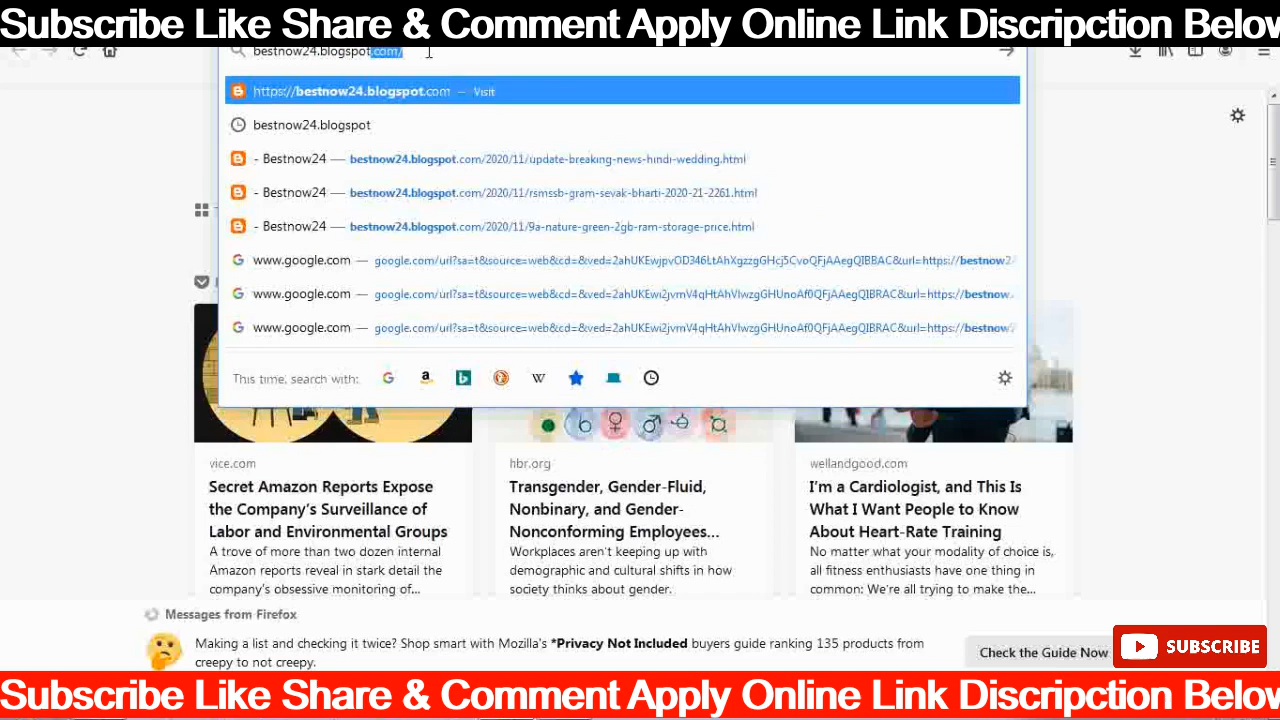 Subscribe Like Share & Comment Apply Online Link Discripction Below
bestnow24.blogspot.com/
https://bestnow24.blogspot.com — Visit
bestnow24.blogspot
- Bestnow24 — bestnow24.blogspot.com/2020/11/update-breaking-news-hindi-wedding.html
- Bestnow24 — bestnow24.blogspot.com/2020/11/rsmssb-gram-sevak-bharti-2020-21-2261.html
- Bestnow24 — bestnow24.blogspot.com/2020/11/9a-nature-green-2gb-ram-storage-price.html
www.google.com —
www.google.com —
www.google.com —
This time, search with:
vice.com
Secret Amazon Reports Expose
the Company's Surveillance of
Labor and Environmental Groups
A trove of more than two dozen internal
Amazon reports reveal in stark detail the
company's obsessive monitoring of...
hbr.org
Transgender, Gender-Fluid,
Nonbinary, and Gender-
Nonconforming Employees...
Workplaces aren't keeping up with
demographic and cultural shifts in how
society thinks about gender.
wellandgood.com
I'm a Cardiologist, and This Is
What I Want People to Know
About Heart-Rate Training
No matter what your modality of choice is,
all fitness enthusiasts have one thing in
common: We're all trying to make the...
Messages from Firefox
Making a list and checking it twice? Shop smart with Mozilla's *Privacy Not Included buyers guide ranking 135 products from
creepy to not creepy.
Check the Guide Now
SUBSCRIBE
Subscribe Like Share & Comment Apply Online Link Discripction Below